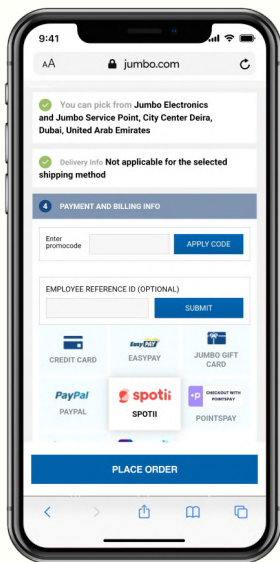 9:41
AA jumbo.com
You can pick from Jumbo Electronics
and Jumbo Service Point, City Center Deira,
Dubai, United Arab Emirates
Delivery Info Not applicable for the selected
shipping method
4 PAYMENT AND BILLING INFO
Enter
promocode
APPLY CODE
EMPLOYEE REFERENCE ID (OPTIONAL)
SUBMIT
Easy PAY
CREDIT CARD EASYPAY JUMBO GIFT
CARD
PayPal spotii +P CHECKOUT WITH
POINTSPAY
PAYPAL SPOTII POINTSPAY
PLACE ORDER